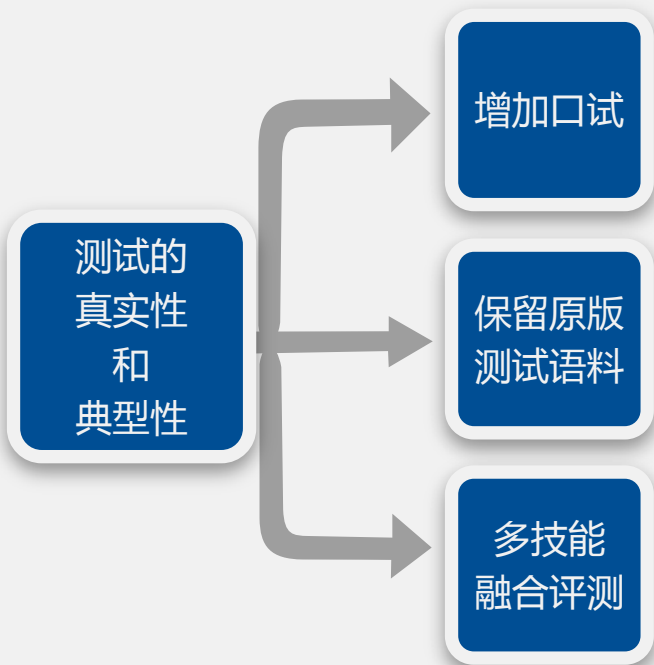 测试的
真实性
和
典型性
增加口试
保留原版
测试语料
多技能
融合评测